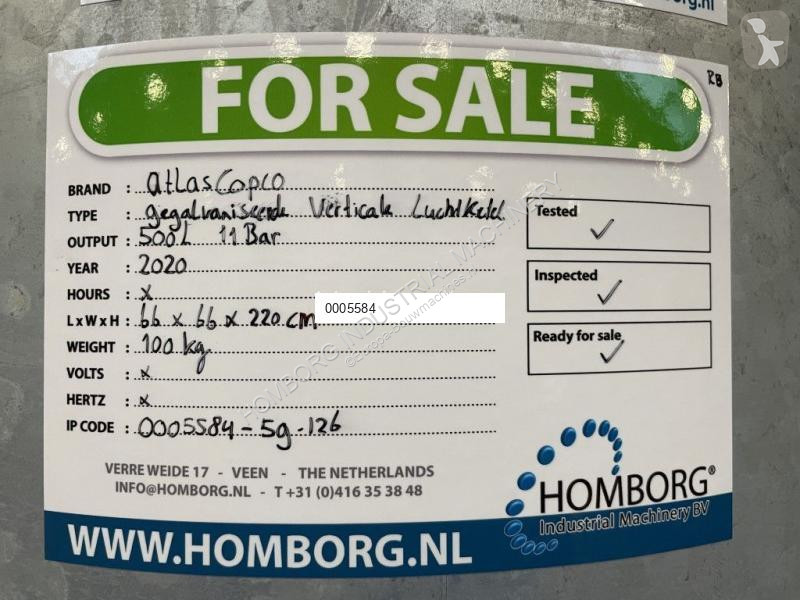 rg.nl
RB
FOR SALE
BRAND : atlasCopco
TYPE : gegalvaniseerde Verticale Luchtketel
OUTPUT : 500L 11 Bar
YEAR : 2020
HOURS : x
0005584
L x W x H : 66 x 66 x 220 cm
WEIGHT : 100 kg
VOLTS : x
HERTZ : x
IP CODE : 0005584-5g-126
Tested ✓
Inspected ✓
Ready for sale ✓
HOMBORG INDUSTRIAL MACHINERY
VERRE WEIDE 17 - VEEN - THE NETHERLANDS
INFO@HOMBORG.NL - T +31 (0)416 35 38 48
HOMBORG®
Industrial Machinery BV
WWW.HOMBORG.NL